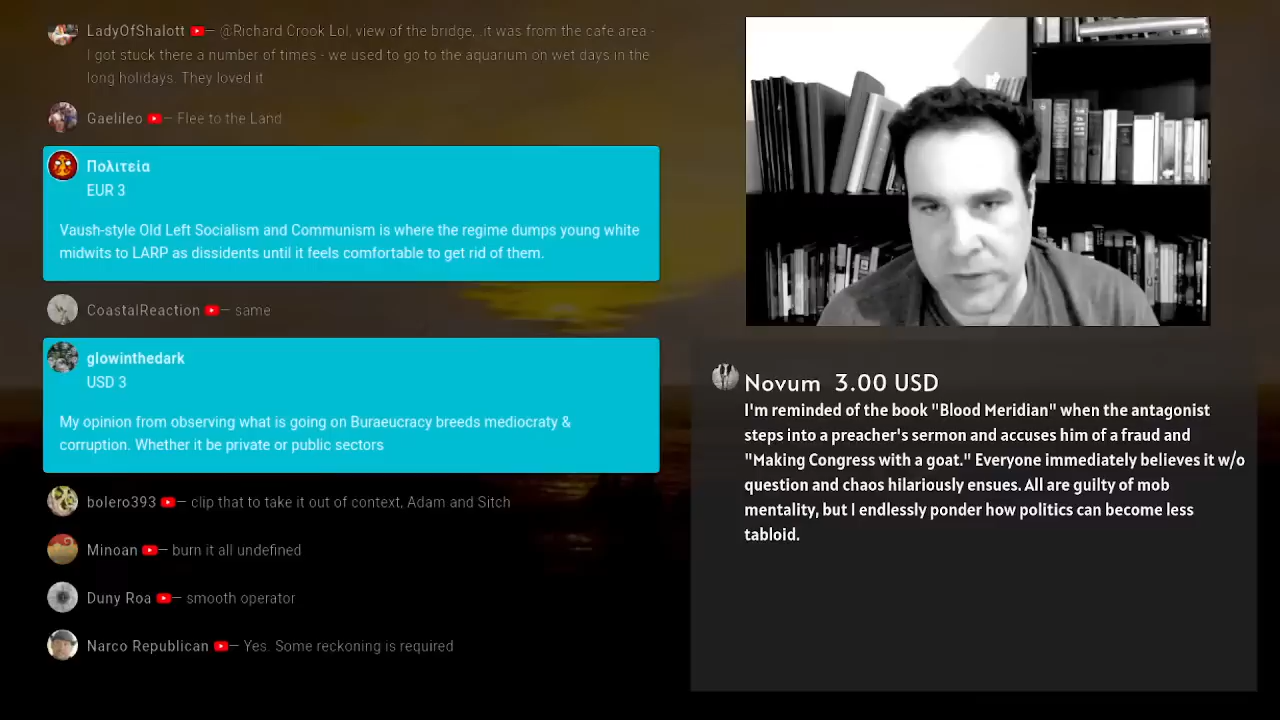 LadyOfShalott — @Richard Crook Lol, view of the bridge, .it was from the cafe area -
I got stuck there a number of times - we used to go to the aquarium on wet days in the
long holidays. They loved it
Gaelileo — Flee to the Land
Πολιτεία
EUR 3
Vaush-style Old Left Socialism and Communism is where the regime dumps young white
midwits to LARP as dissidents until it feels comfortable to get rid of them.
CoastalReaction — same
glowinthedark
USD 3
My opinion from observing what is going on Buraeucracy breeds mediocraty &
corruption. Whether it be private or public sectors
bolero393 — clip that to take it out of context, Adam and Sitch
Minoan — burn it all undefined
Duny Roa — smooth operator
Narco Republican — Yes. Some reckoning is required
Novum 3.00 USD
I'm reminded of the book "Blood Meridian" when the antagonist
steps into a preacher's sermon and accuses him of a fraud and
"Making Congress with a goat." Everyone immediately believes it w/o
question and chaos hilariously ensues. All are guilty of mob
mentality, but I endlessly ponder how politics can become less
tabloid.